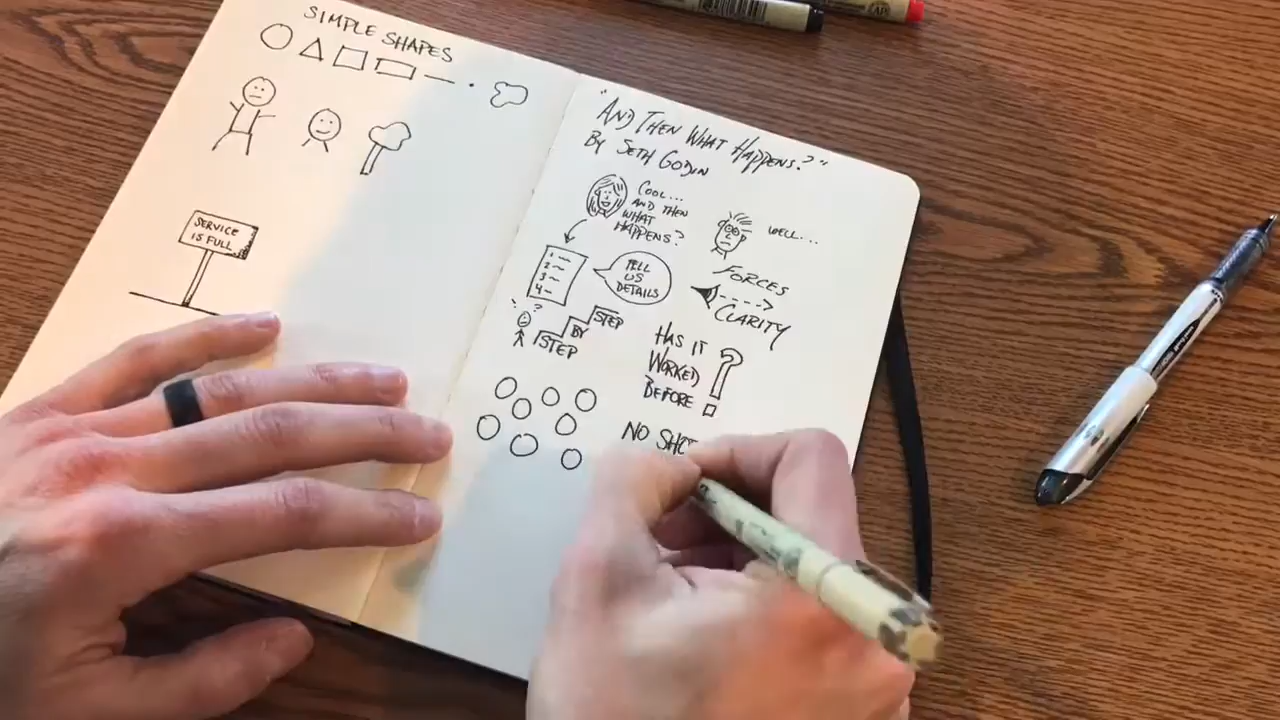 SIMPLE SHAPES
SERVICE
IS FULL
"AND THEN WHAT HAPPENS?"
BY SETH GODIN
COOL...
AND THEN
WHAT
HAPPENS?
WELL...
1
2
3
4
TELL
US
DETAILS
FORCES
CLARITY
STEP
BY
STEP
HAS IT
WORKED
BEFORE
?
NO